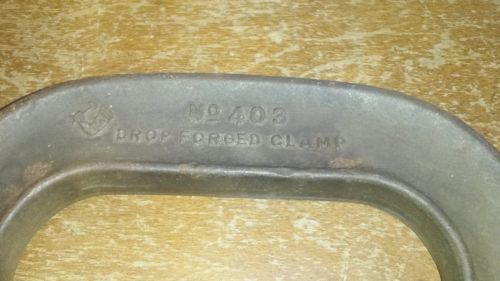 No 403
DROP FORGED CLAMP